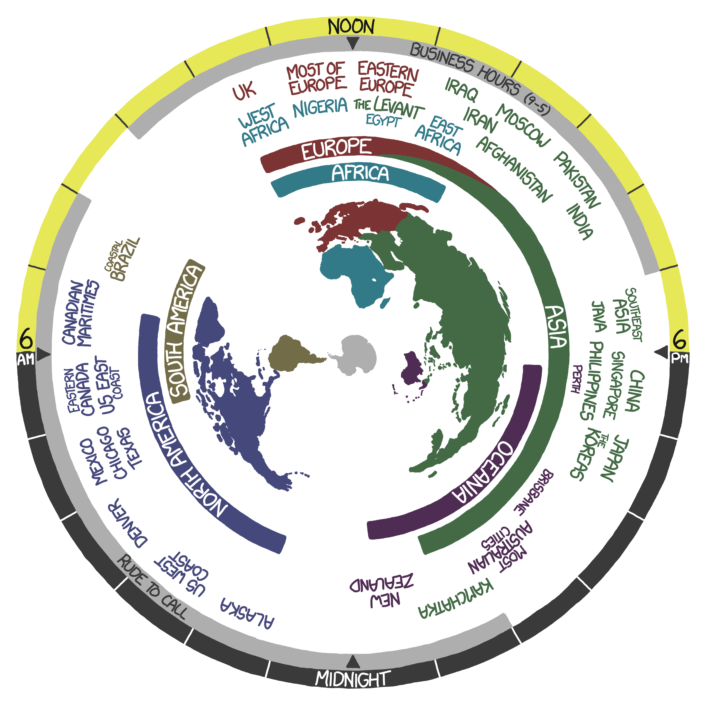 NOON
BUSINESS HOURS (9-5)
UK
MOST OF
EUROPE
EASTERN
EUROPE
IRAQ
MOSCOW
WEST
AFRICA
NIGERIA
THE LEVANT
EGYPT
EAST
AFRICA
IRAN
PAKISTAN
AFGHANISTAN
INDIA
EUROPE
AFRICA
COASTAL
BRAZIL
CANADIAN
MARITIMES
SOUTH AMERICA
ASIA
SOUTHEAST
ASIA
JAVA
6
AM
6
PM
EASTERN
CANADA
US EAST
COAST
CHINA
SINGAPORE
PHILIPPINES
PERTH
MEXICO
CHICAGO
TEXAS
NORTH AMERICA
OCEANIA
JAPAN
THE
KOREAS
DENVER
BRISBANE
US WEST
COAST
MOST
AUSTRALIAN
CITIES
RUDE TO CALL
ALASKA
NEW
ZEALAND
KAMCHATKA
MIDNIGHT